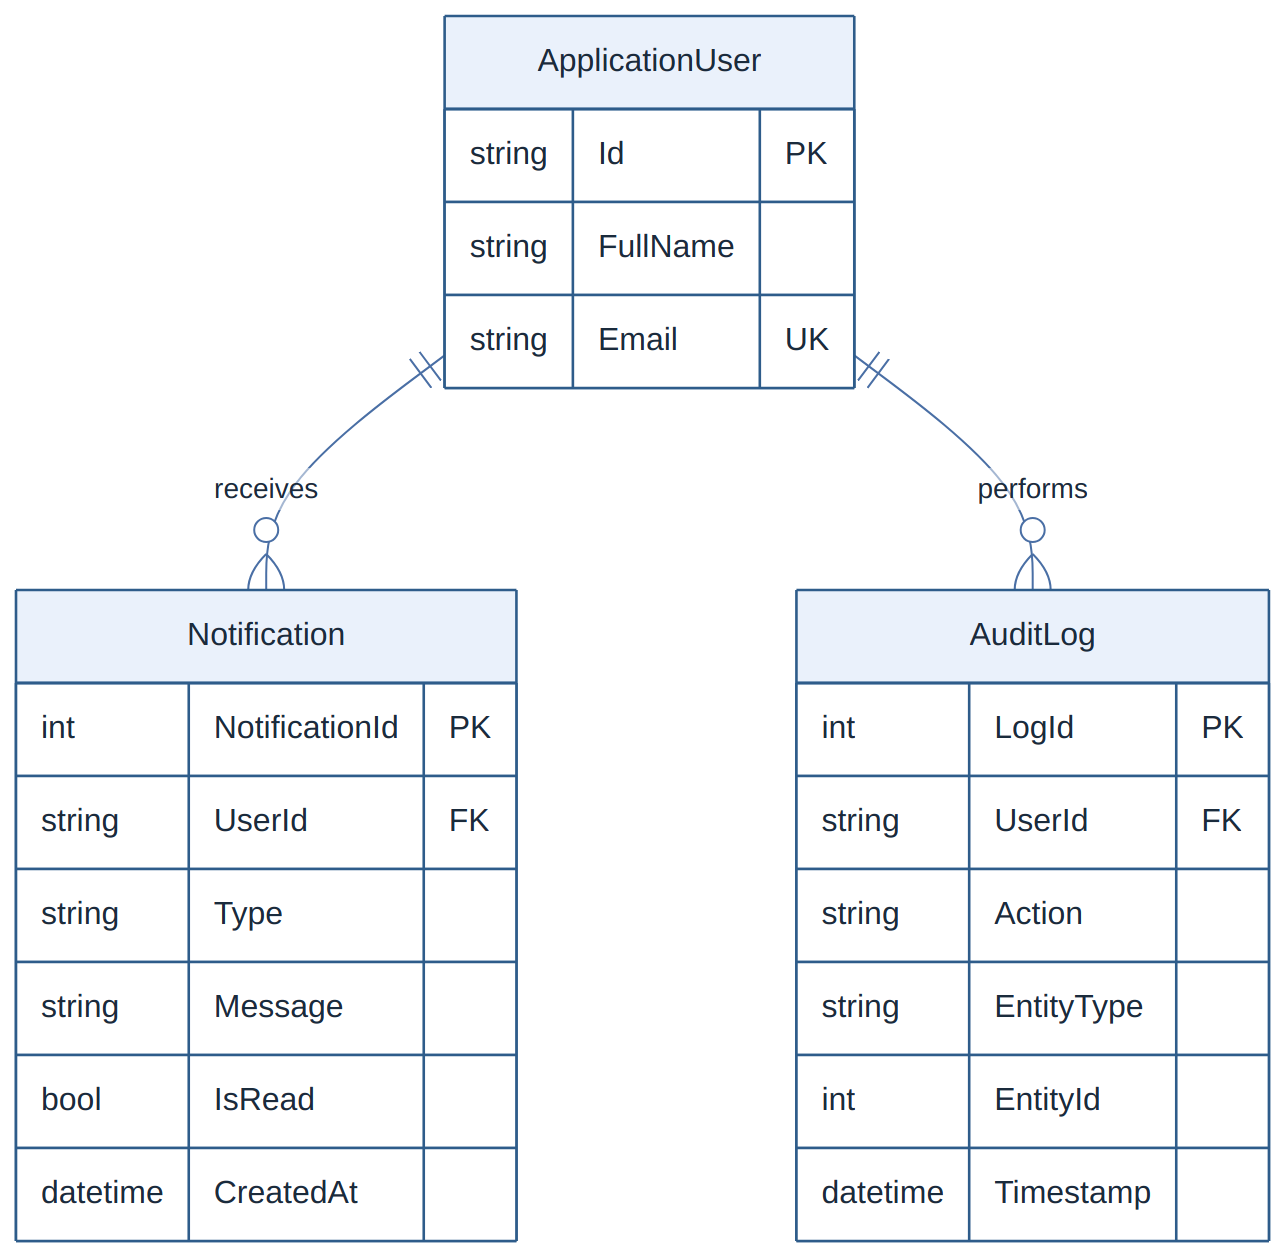 ApplicationUser
string Id PK
string FullName
string Email UK
receives
performs
Notification
int NotificationId PK
string UserId FK
string Type
string Message
bool IsRead
datetime CreatedAt
AuditLog
int LogId PK
string UserId FK
string Action
string EntityType
int EntityId
datetime Timestamp